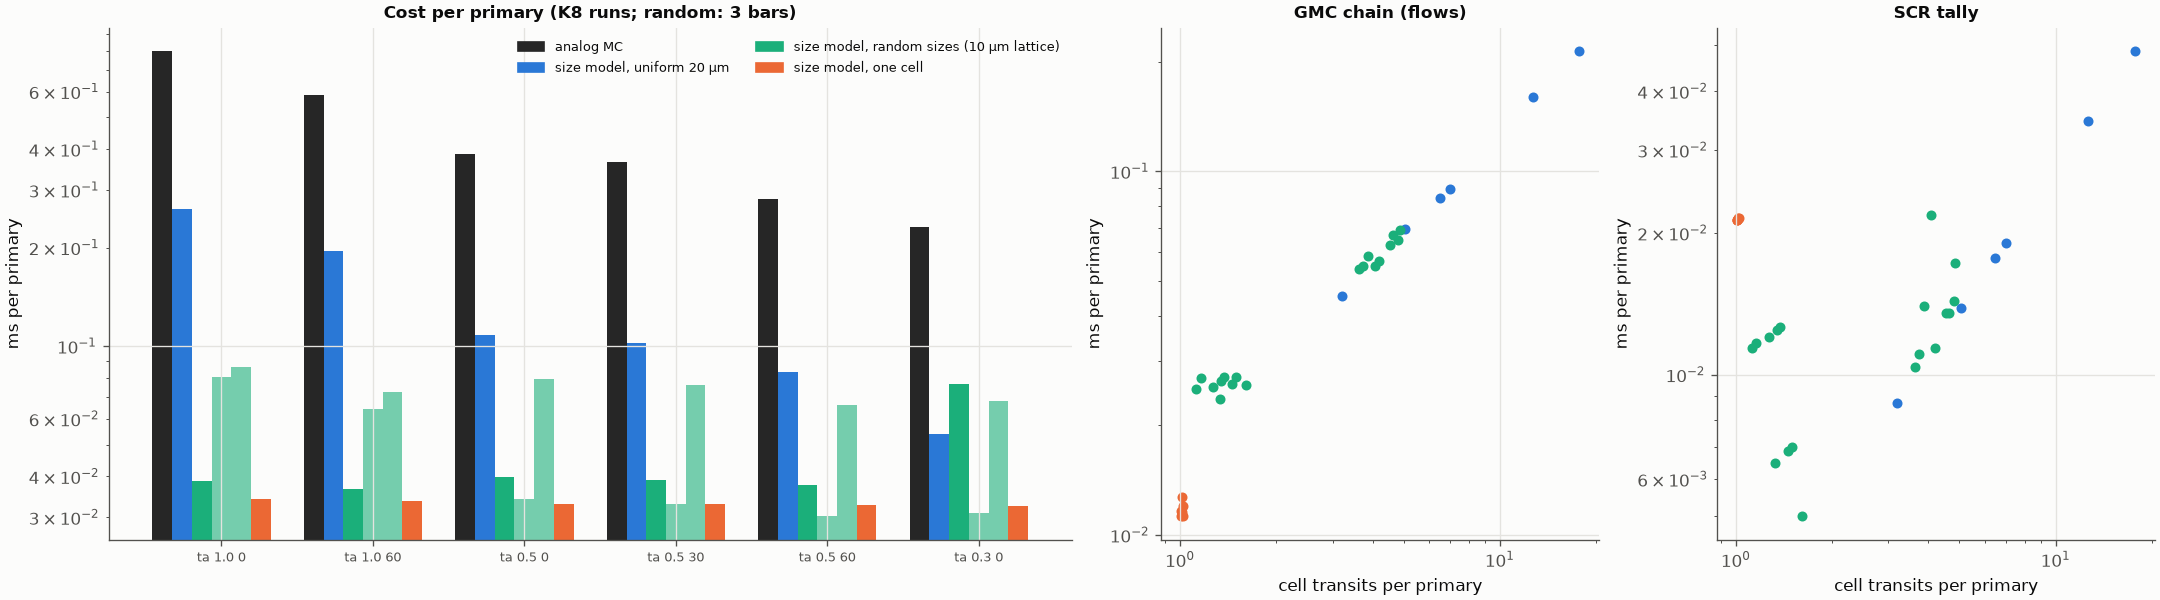 Cost per primary (K8 runs; random: 3 bars)
analog MC
size model, uniform 20 µm
size model, random sizes (10 µm lattice)
size model, one cell
ms per primary
6 × 10⁻¹
4 × 10⁻¹
3 × 10⁻¹
2 × 10⁻¹
10⁻¹
6 × 10⁻²
4 × 10⁻²
3 × 10⁻²
ta 1.0 0
ta 1.0 60
ta 0.5 0
ta 0.5 30
ta 0.5 60
ta 0.3 0
GMC chain (flows)
ms per primary
10⁻¹
10⁻²
10⁰
10¹
cell transits per primary
SCR tally
ms per primary
4 × 10⁻²
3 × 10⁻²
2 × 10⁻²
10⁻²
6 × 10⁻³
10⁰
10¹
cell transits per primary